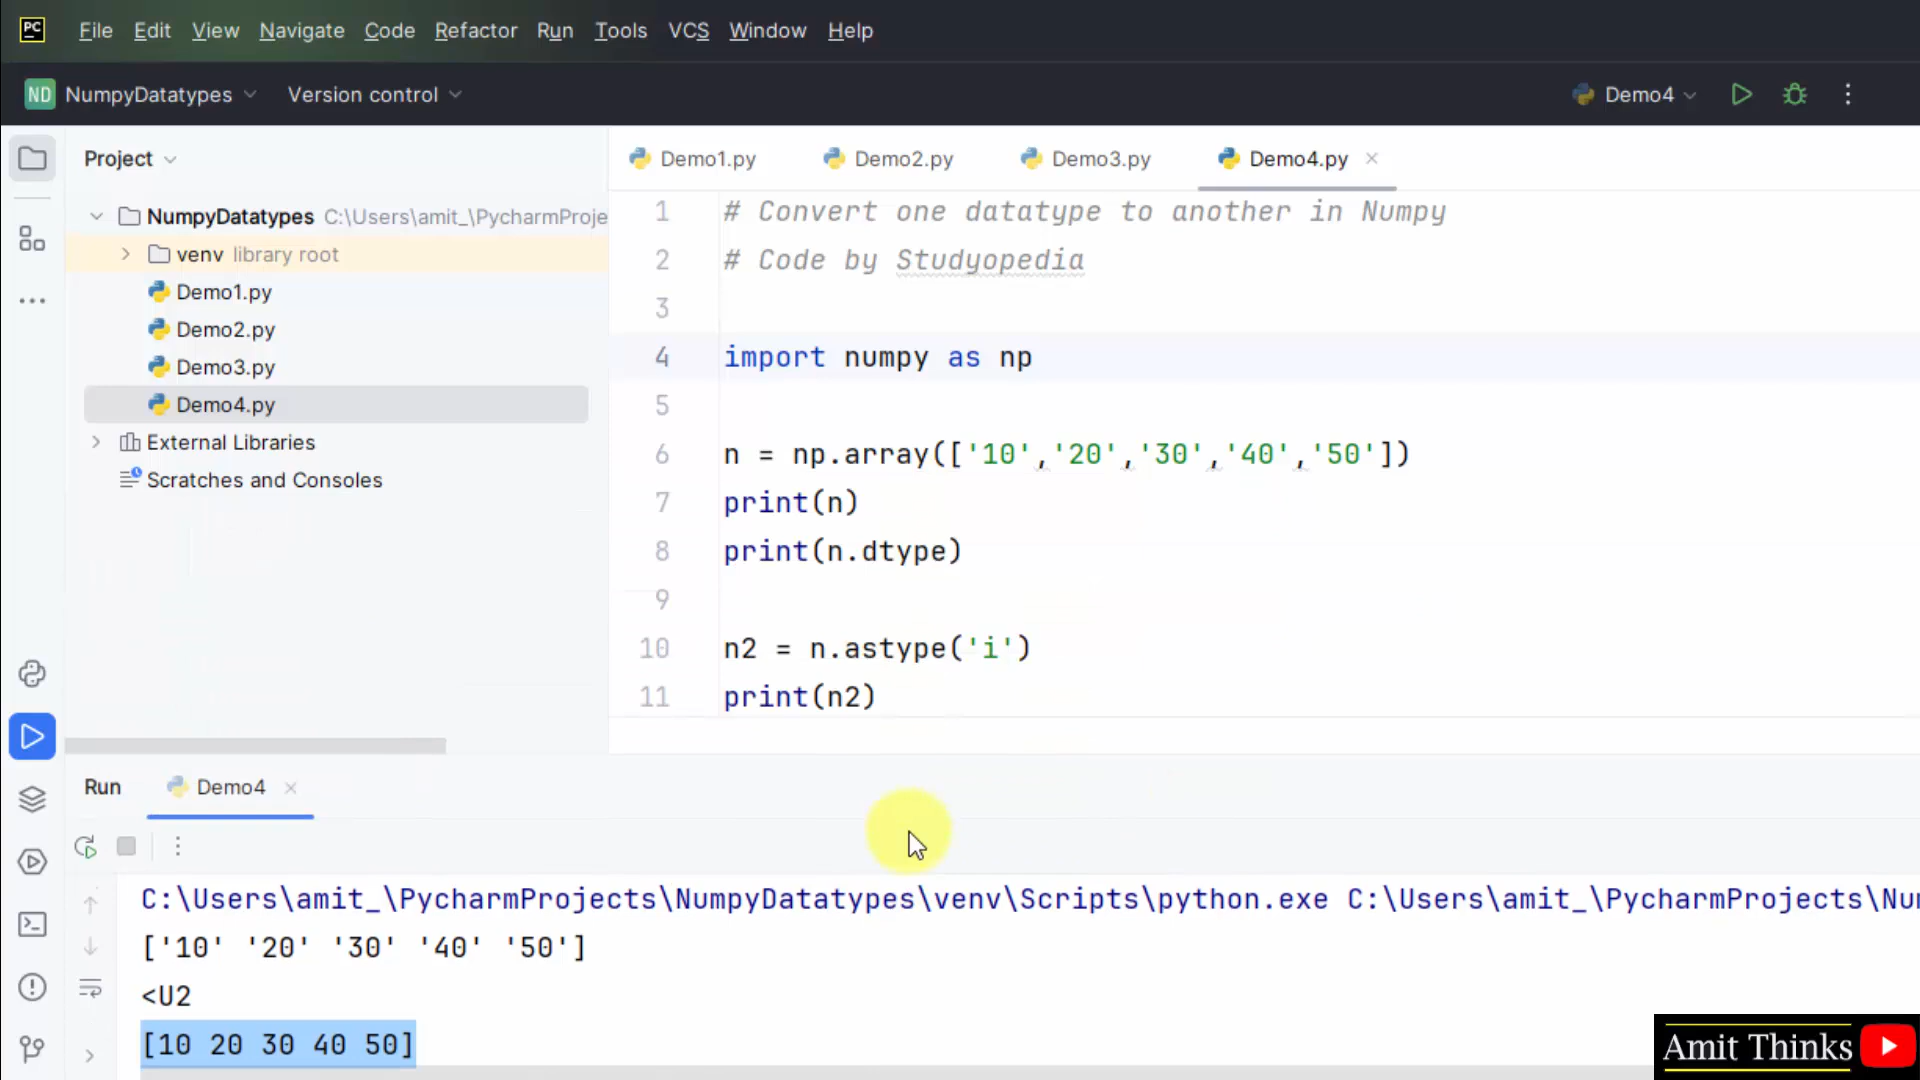 PC File Edit View Navigate Code Refactor Run Tools VCS Window Help
ND NumpyDatatypes Version control Demo4
Project
NumpyDatatypes C:\Users\amit_\PycharmProje
venv library root
Demo1.py
Demo2.py
Demo3.py
Demo4.py
External Libraries
Scratches and Consoles
Demo1.py Demo2.py Demo3.py Demo4.py
1 # Convert one datatype to another in Numpy
2 # Code by Studyopedia
3
4 import numpy as np
5
6 n = np.array(['10','20','30','40','50'])
7 print(n)
8 print(n.dtype)
9
10 n2 = n.astype('i')
11 print(n2)
Run Demo4
C:\Users\amit_\PycharmProjects\NumpyDatatypes\venv\Scripts\python.exe C:\Users\amit_\PycharmProjects\Nu
['10' '20' '30' '40' '50']
<U2
[10 20 30 40 50]
Amit Thinks